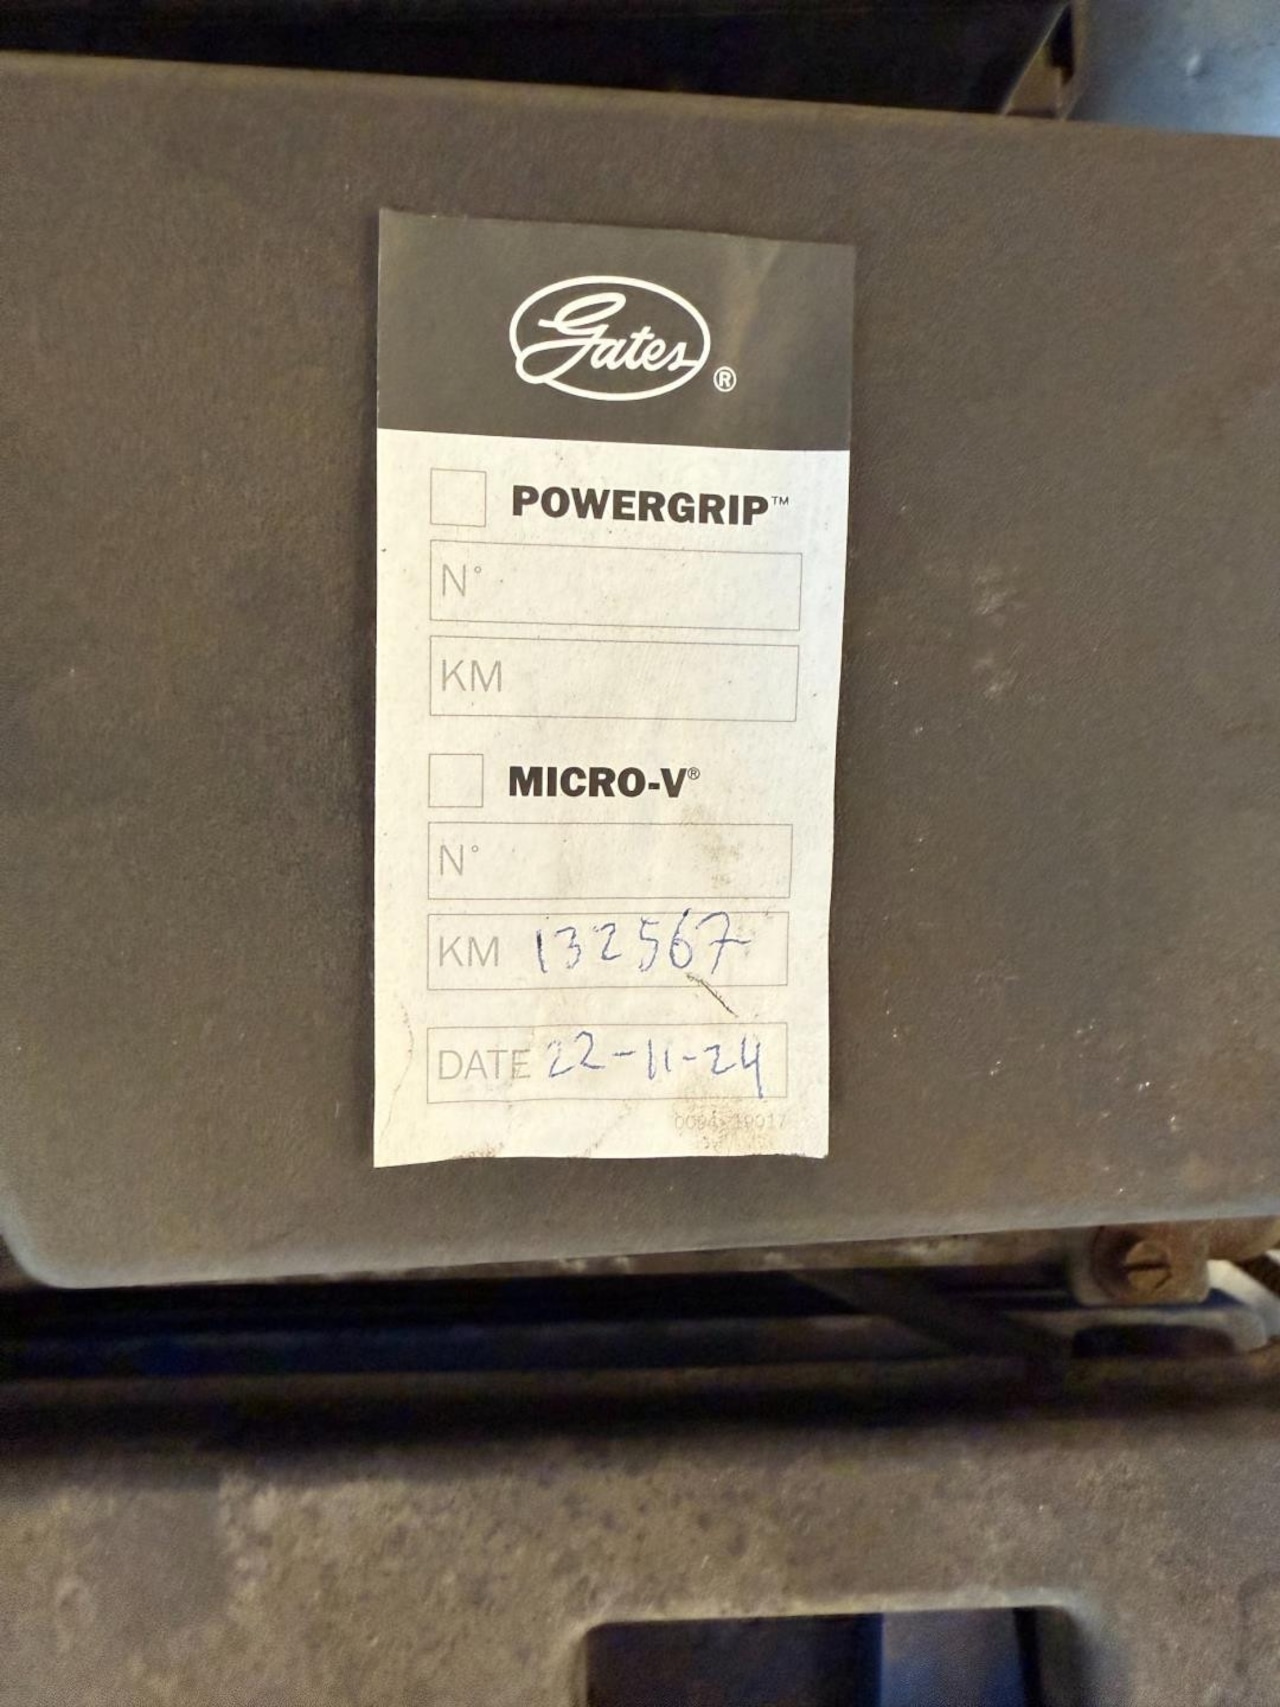 Gates®
POWERGRIP™
N°
KM
MICRO-V®
N°
KM 132567
DATE 22-11-24